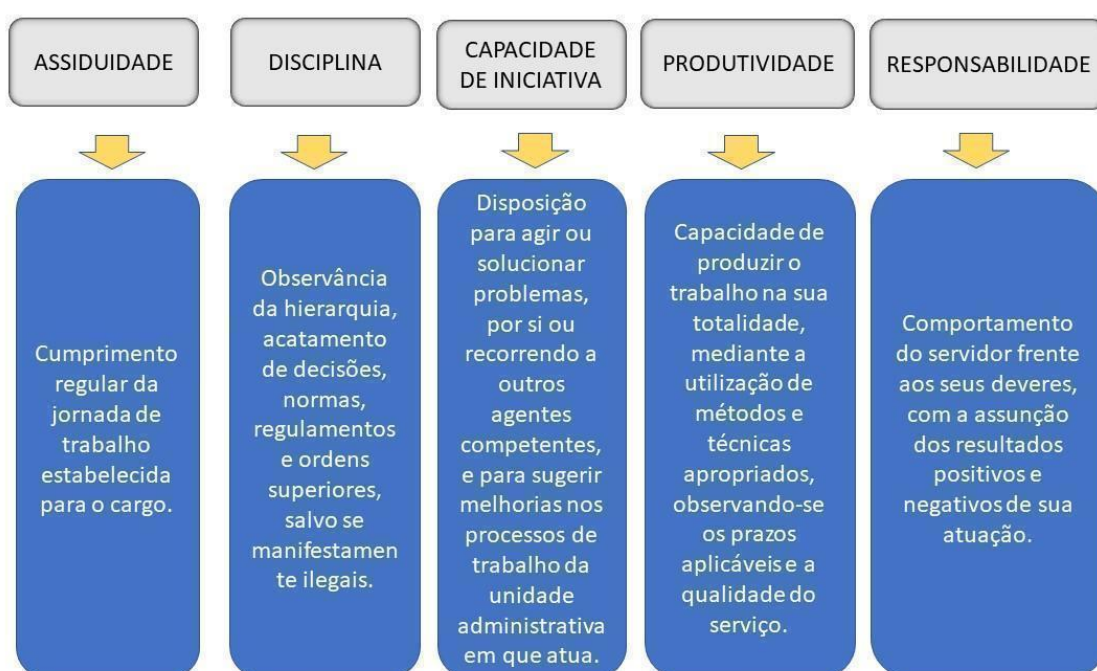 ASSIDUIDADE
DISCIPLINA
CAPACIDADE
DE INICIATIVA
PRODUTIVIDADE
RESPONSABILIDADE
Cumprimento
regular da
jornada de
trabalho
estabelecida
para o cargo.
Observância
da hierarquia,
acatamento
de decisões,
normas,
regulamentos
e ordens
superiores,
salvo se
manifestamen
te ilegais.
Disposição
para agir ou
solucionar
problemas,
por si ou
recorrendo a
outros
agentes
competentes,
e para sugerir
melhorias nos
processos de
trabalho da
unidade
administrativa
em que atua.
Capacidade de
produzir o
trabalho na sua
totalidade,
mediante a
utilização de
métodos e
técnicas
apropriados,
observando-se
os prazos
aplicáveis e a
qualidade do
serviço.
Comportamento
do servidor frente
aos seus deveres,
com a assunção
dos resultados
positivos e
negativos de sua
atuação.